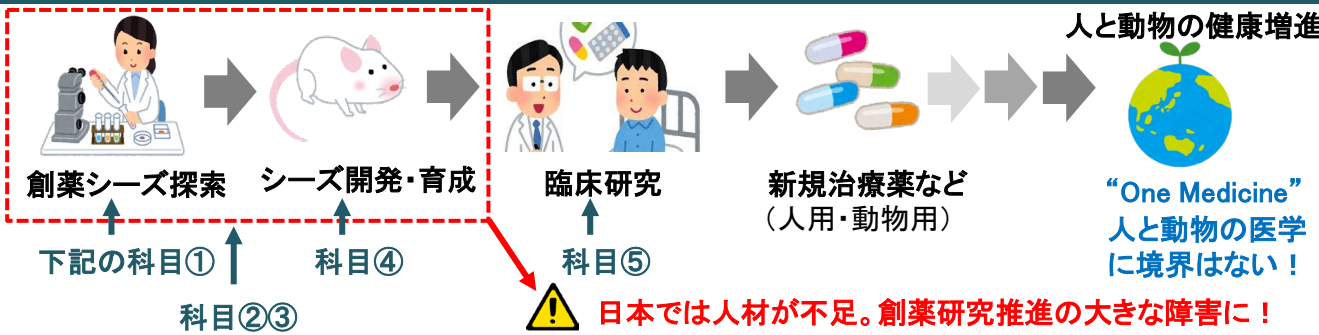 人と動物の健康増進
創薬シーズ探索
シーズ開発・育成
臨床研究
新規治療薬など
（人用・動物用）
“One Medicine”
人と動物の医学
に境界はない！
下記の科目①
科目④
科目⑤
科目②③
日本では人材が不足。創薬研究推進の大きな障害に！